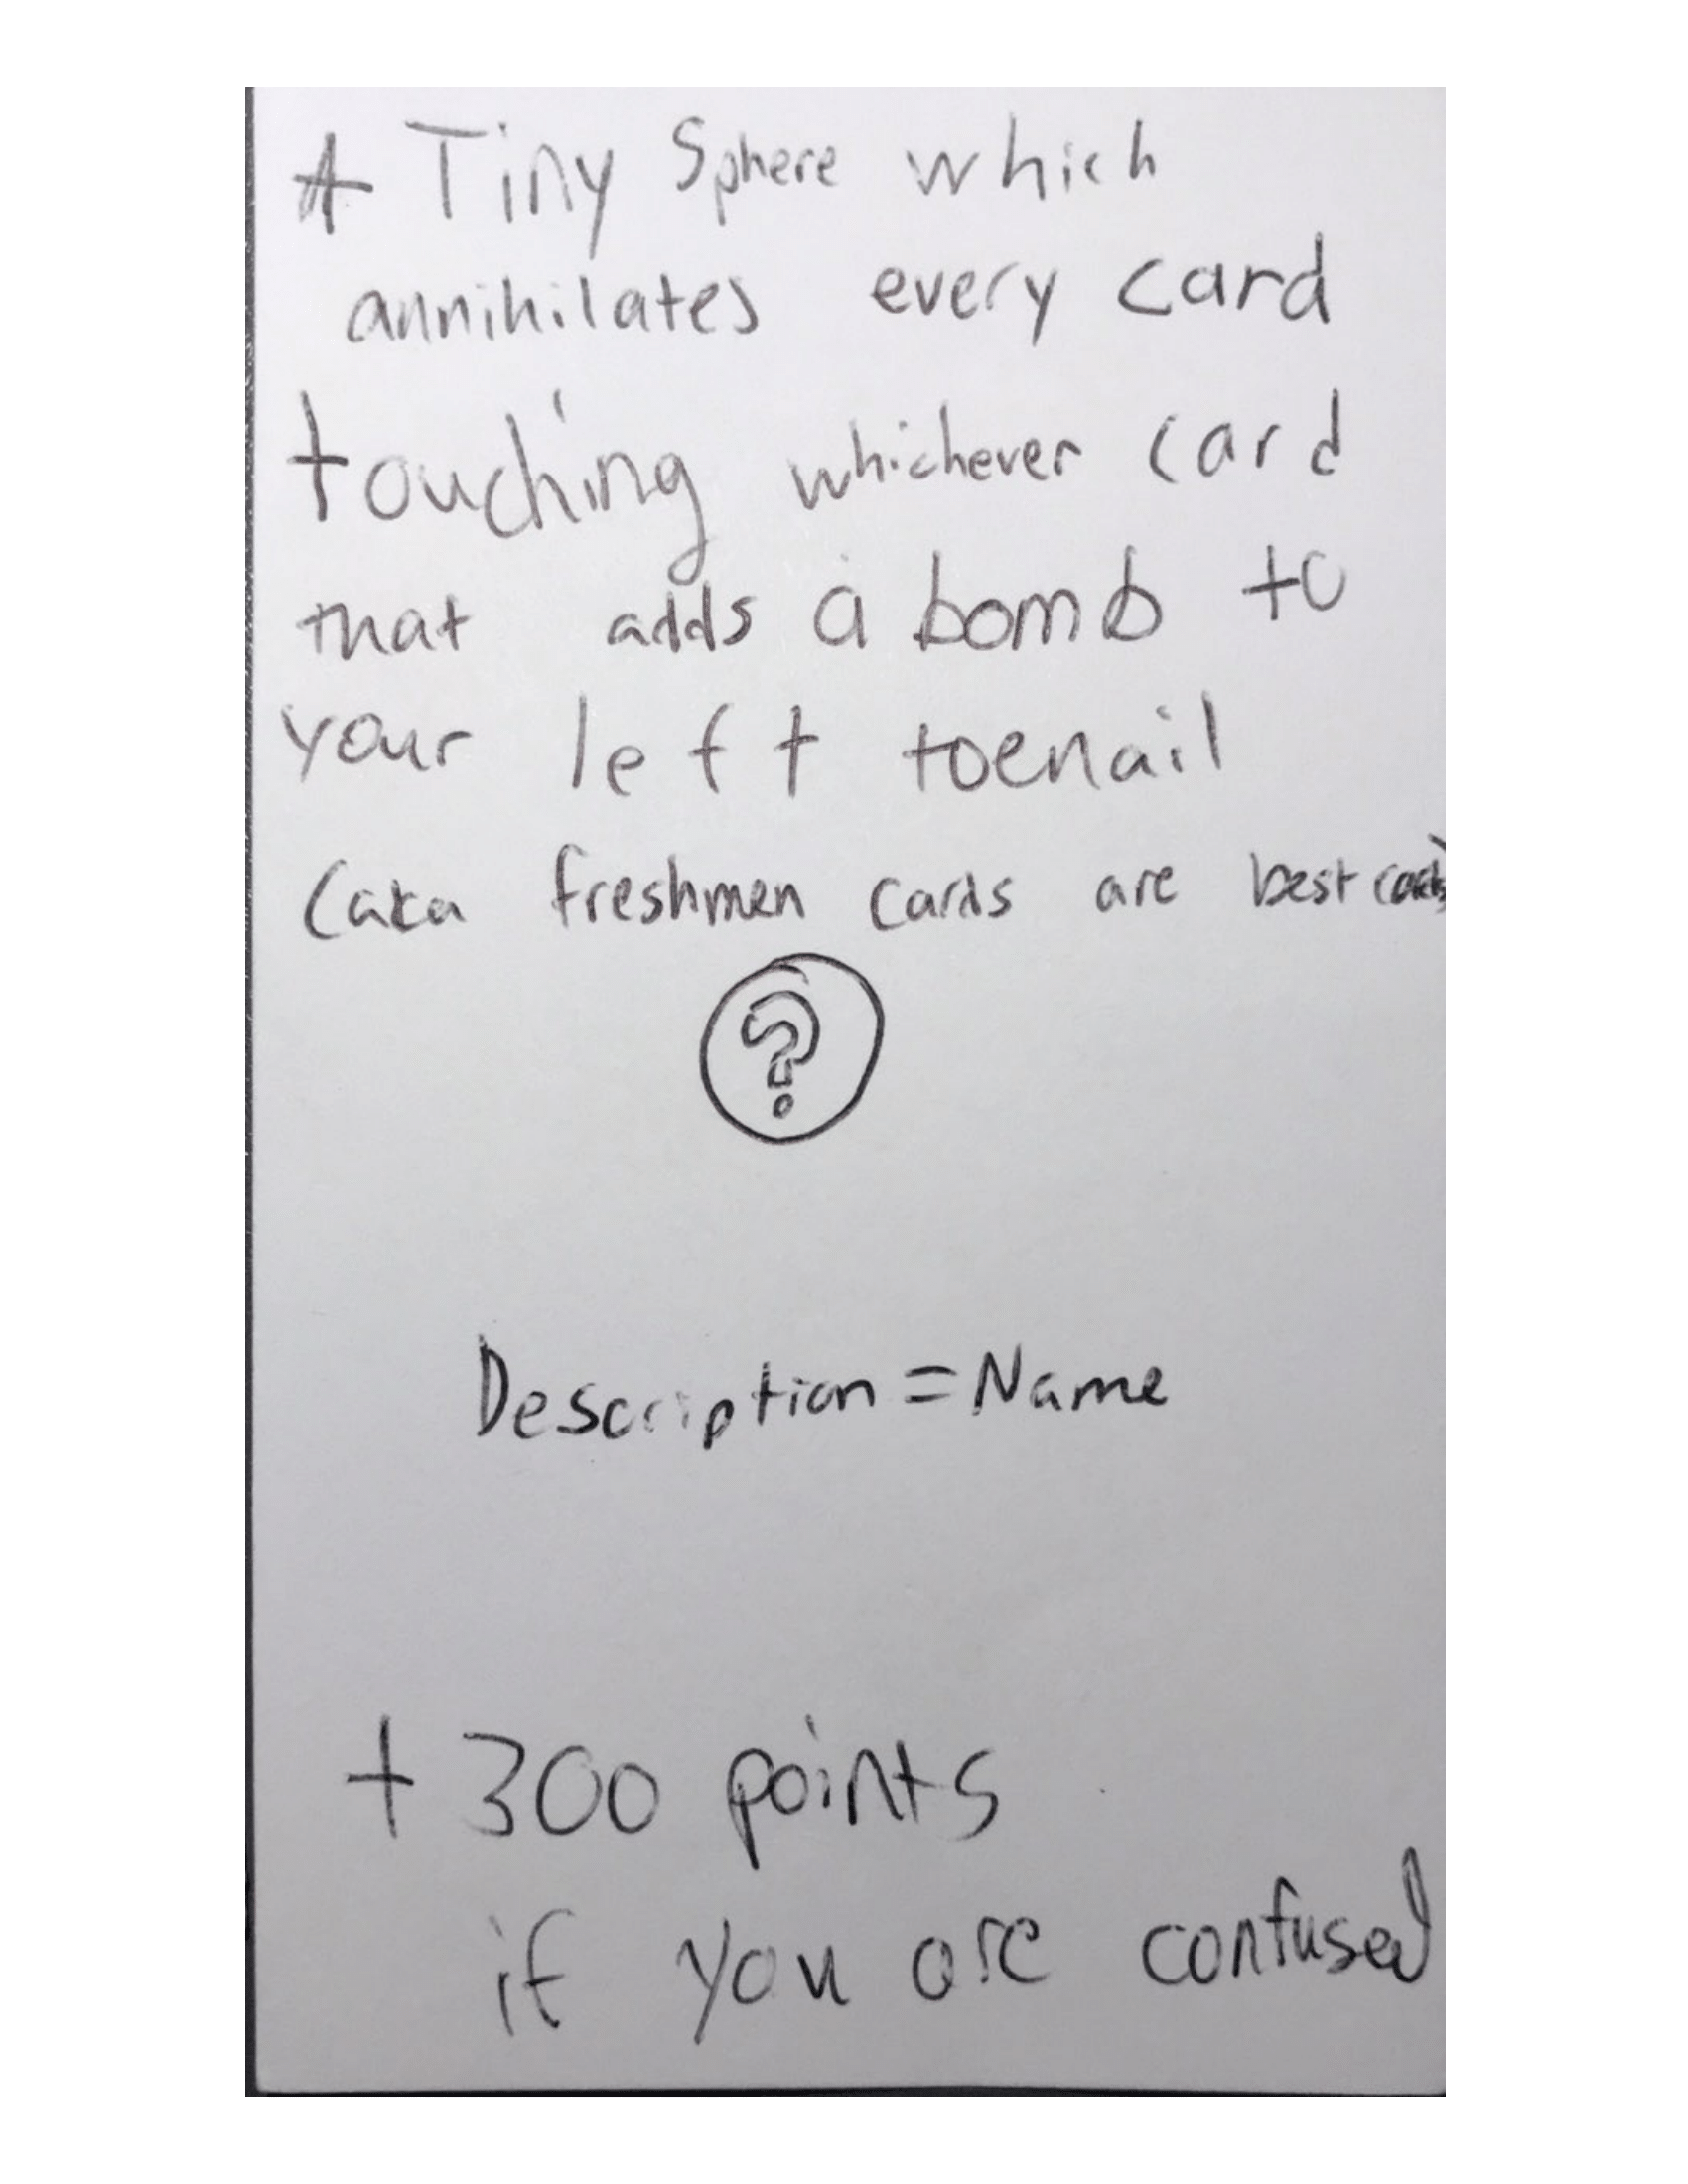 A Tiny Sphere which
annihilates every card
touching whichever card
that adds a bomb to
your left toenail
(aka freshmen cards are best cards)
?
Description = Name
+300 points
if you are confused